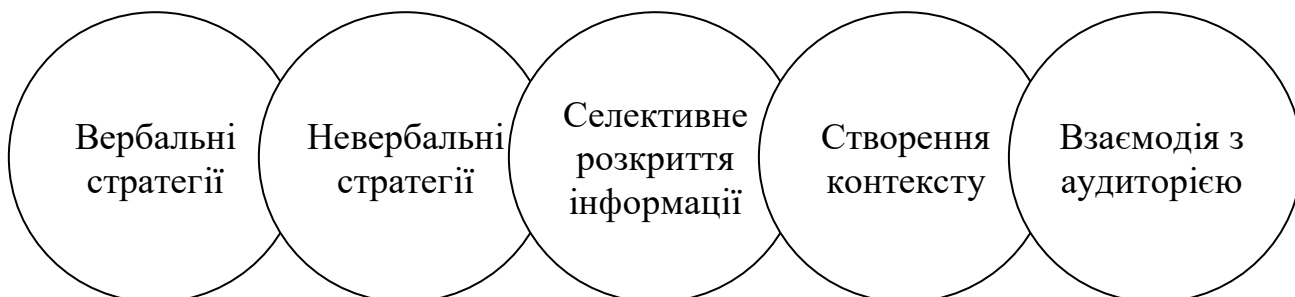 Вербальні
стратегії
Невербальні
стратегії
Селективне
розкриття
інформації
Створення
контексту
Взаємодія з
аудиторією